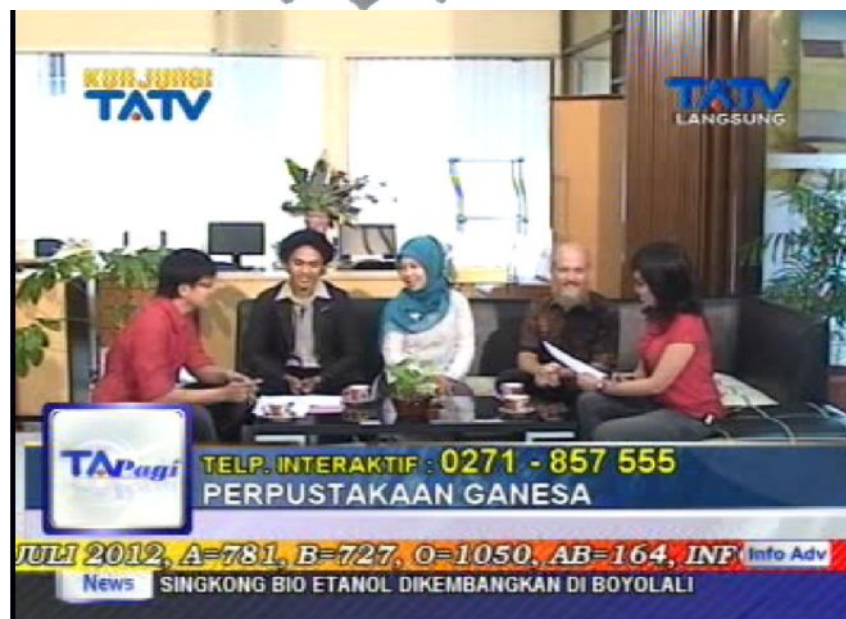 KUNJUNGI
TATV
TATV
LANGSUNG
TAPagi
TELP. INTERAKTIF : 0271 - 857 555
PERPUSTAKAAN GANESA
JULI 2012, A=781, B=727, O=1050, AB=164, INF
Info Adv
News
SINGKONG BIO ETANOL DIKEMBANGKAN DI BOYOLALI